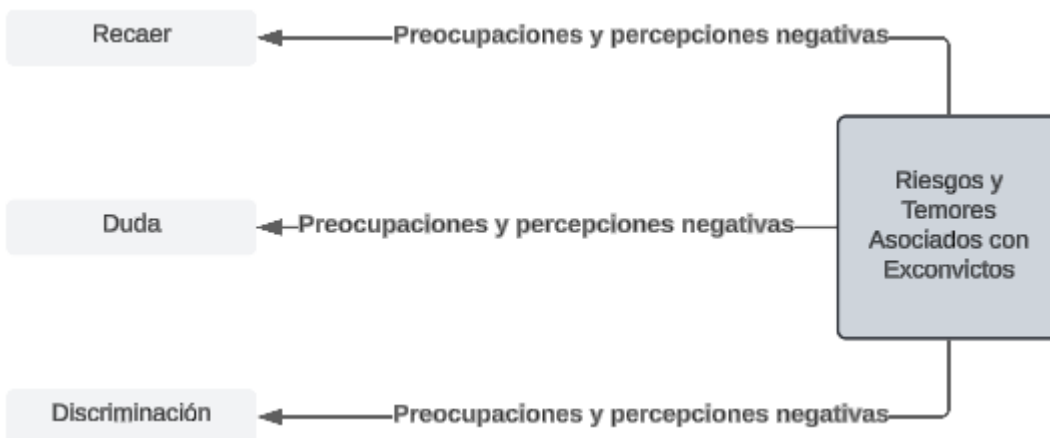 Recaer
Preocupaciones y percepciones negativas
Riesgos y
Temores
Asociados con
Exconvictos
Duda
Preocupaciones y percepciones negativas
Discriminación
Preocupaciones y percepciones negativas